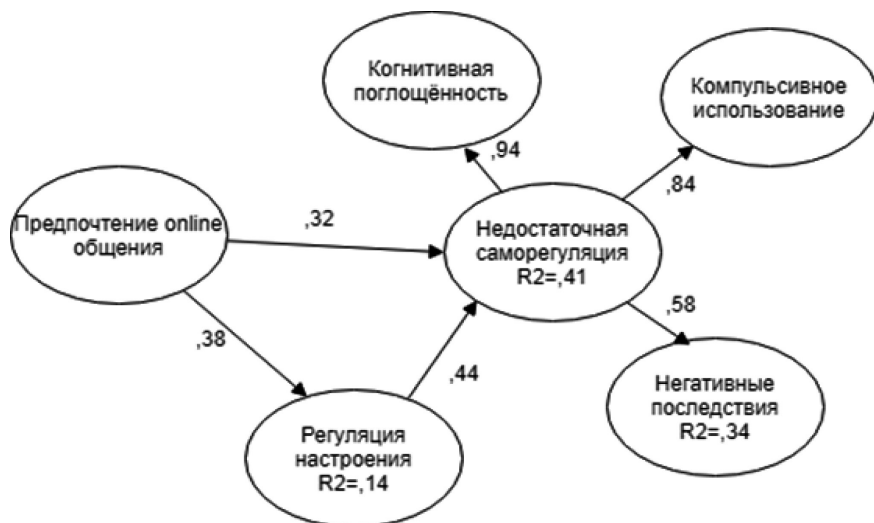 Когнитивная
поглощённость
Компульсивное
использование
,94
,84
Предпочтение online
общения
,32
Недостаточная
саморегуляция
R2=,41
,58
,38
,44
Негативные
последствия
R2=,34
Регуляция
настроения
R2=,14